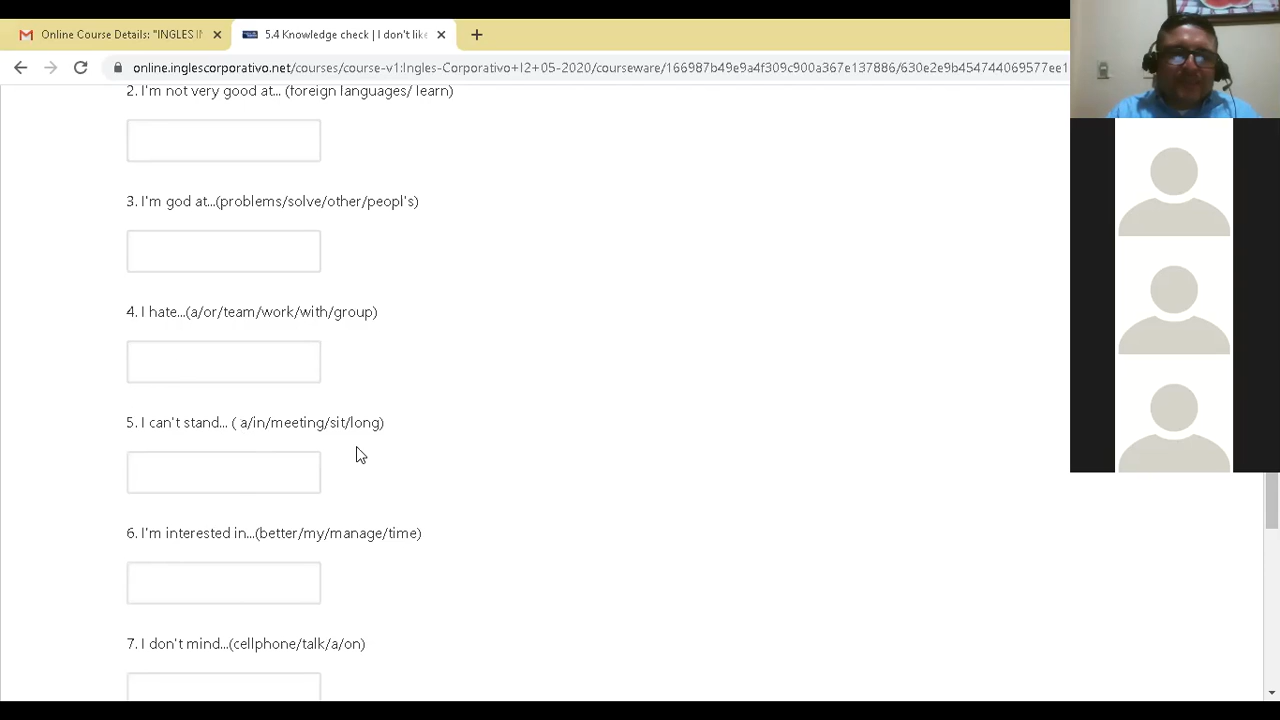 Online Course Details: "INGLES IN
5.4 Knowledge check | I don't like
online.inglescorporativo.net/courses/course-v1:Ingles-Corporativo+I2+05-2020/courseware/166987b49e9a4f309c900a367e137886/630e2e9b454744069577ee1
2. I'm not very good at... (foreign languages/ learn)
3. I'm god at...(problems/solve/other/peopl's)
4. I hate...(a/or/team/work/with/group)
5. I can't stand... ( a/in/meeting/sit/long)
6. I'm interested in...(better/my/manage/time)
7. I don't mind...(cellphone/talk/a/on)